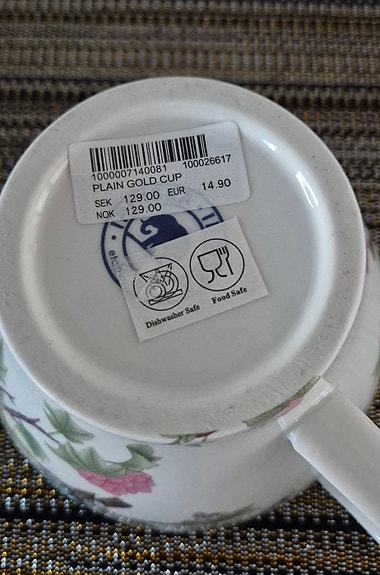 1000007140081 100026617
PLAIN GOLD CUP
SEK 129.00 EUR 14.90
NOK 129.00
Dishwasher Safe Food Safe